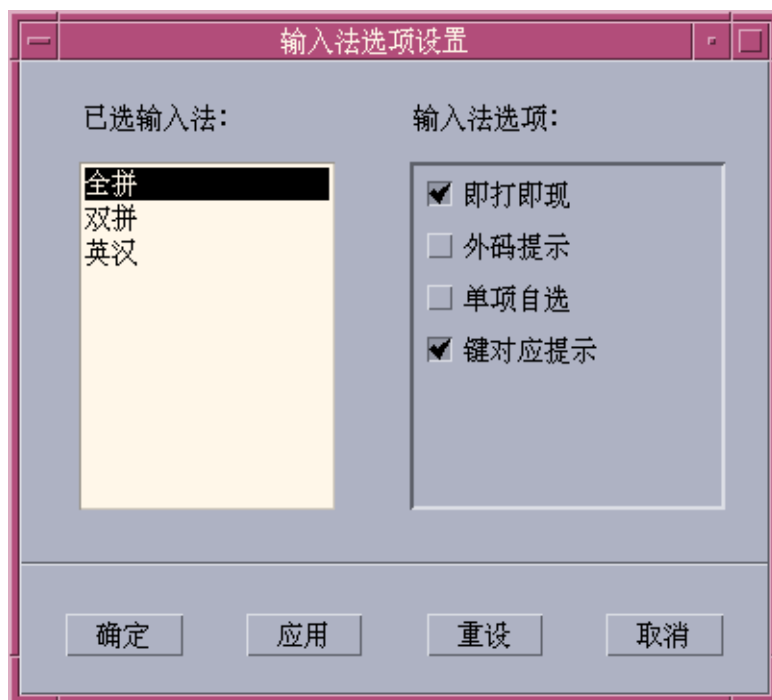 输入法选项设置
已选输入法:
全拼
双拼
英汉
输入法选项:
即打即现
外码提示
单项自选
键对应提示
确定
应用
重设
取消